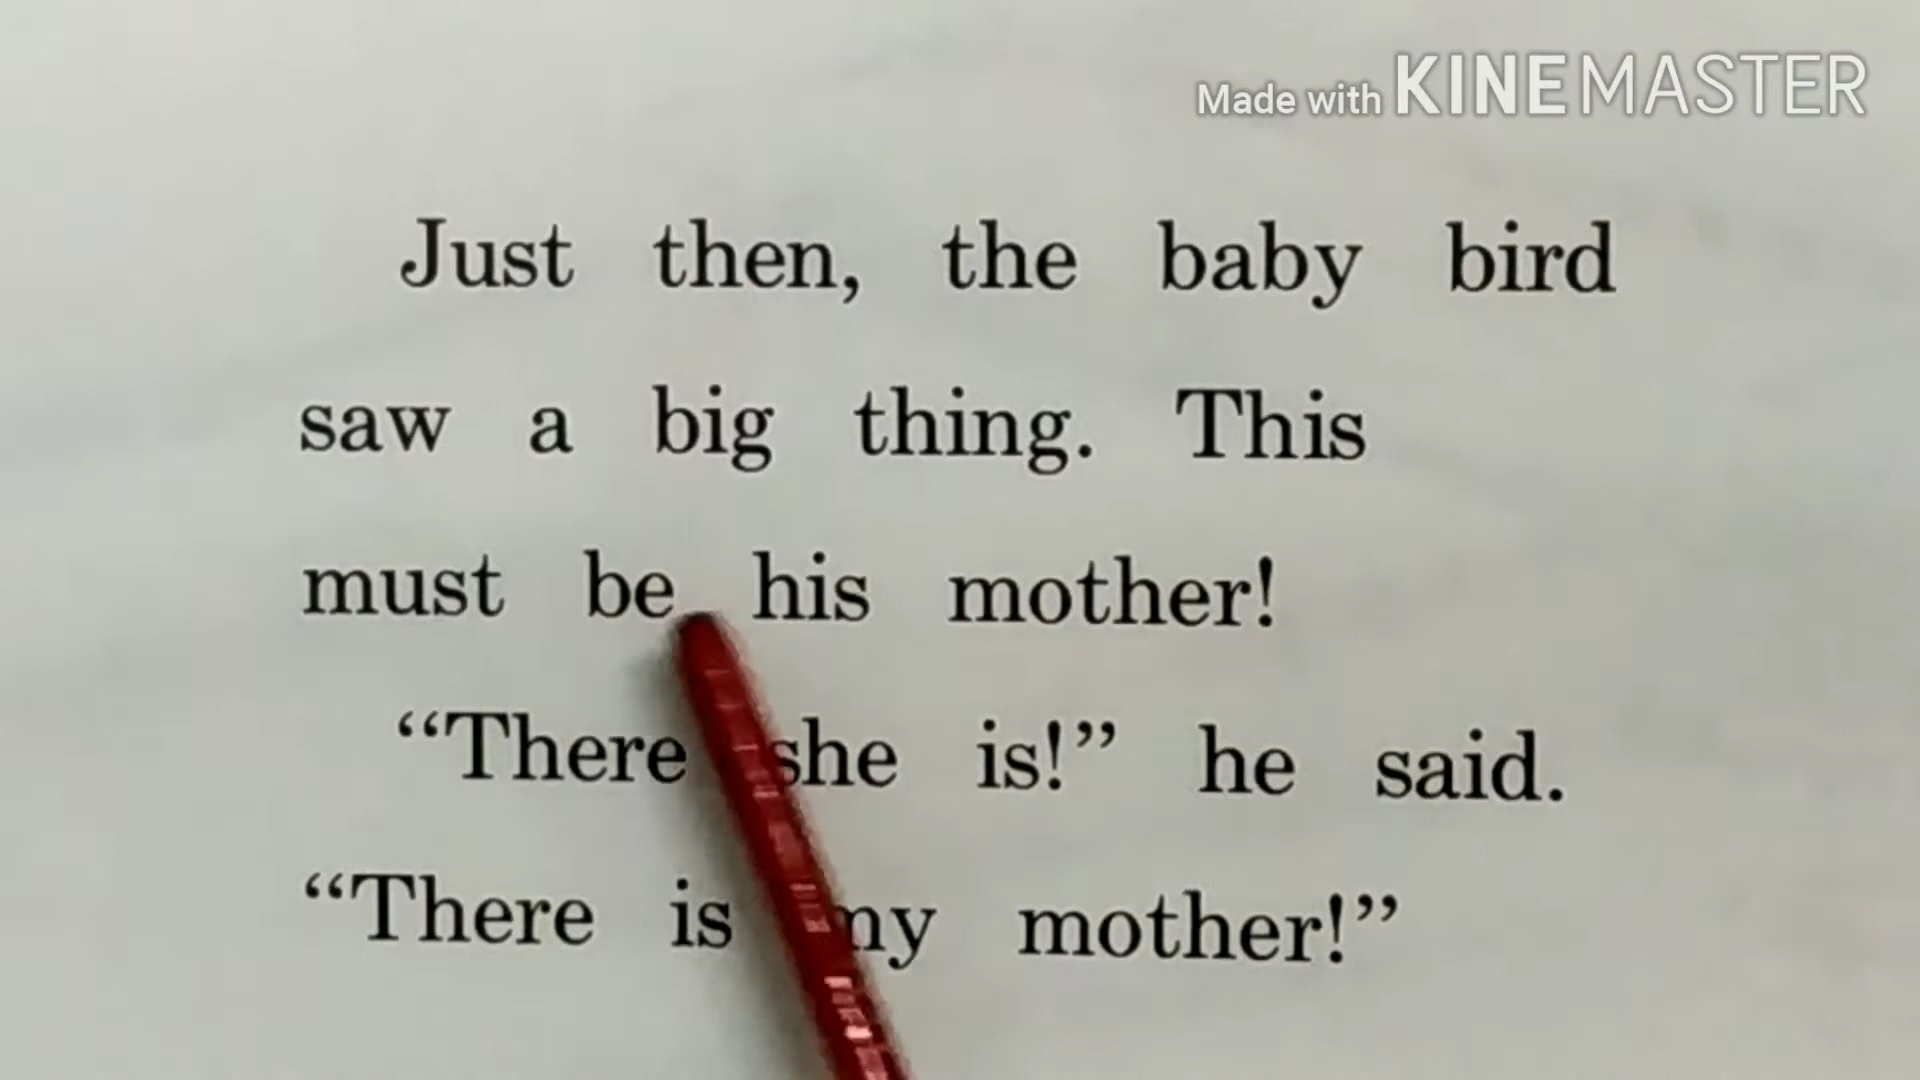 Made with KINEMASTER
Just then, the baby bird
saw a big thing. This
must be his mother!
“There she is!” he said.
“There is my mother!”